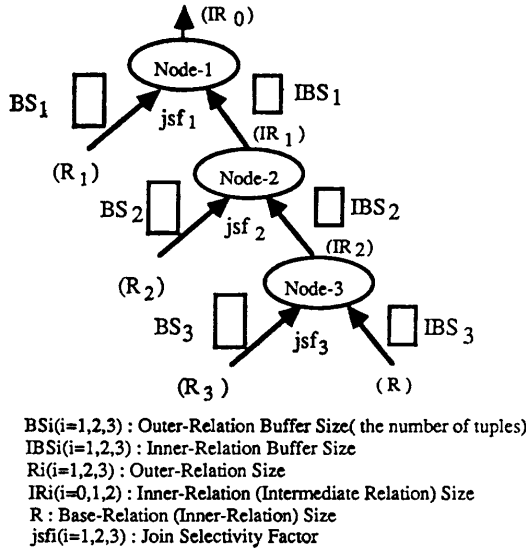 (IR 0)
Node-1
BS1
IBS1
jsf1
(R1)
(IR1)
Node-2
BS2
IBS2
jsf2
(R2)
(IR2)
Node-3
BS3
IBS3
jsf3
(R3)
(R)
BSi(i=1,2,3) : Outer-Relation Buffer Size( the number of tuples)
IBSi(i=1,2,3) : Inner-Relation Buffer Size
Ri(i=1,2,3) : Outer-Relation Size
IRi(i=0,1,2) : Inner-Relation (Intermediate Relation) Size
R : Base-Relation (Inner-Relation) Size
jsfi(i=1,2,3) : Join Selectivity Factor